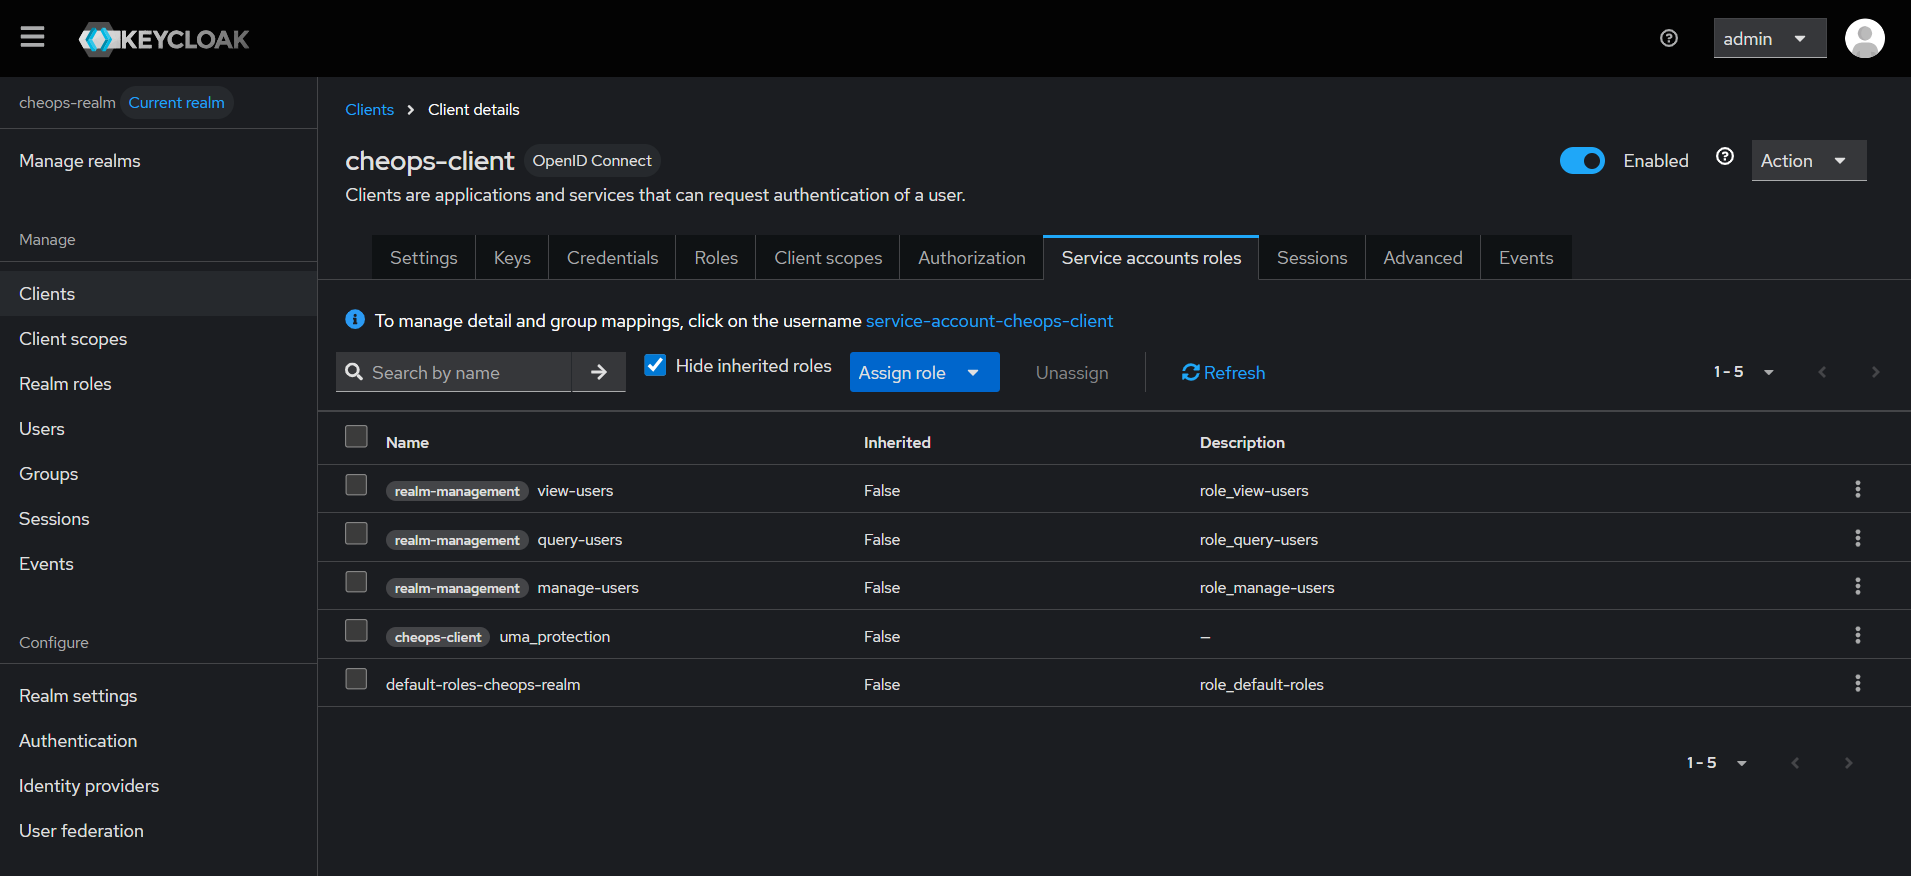 KEYCLOAK
admin
cheops-realm Current realm
Manage realms
Manage
Clients
Client scopes
Realm roles
Users
Groups
Sessions
Events
Configure
Realm settings
Authentication
Identity providers
User federation
Clients Client details
cheops-client OpenID Connect
Enabled
Action
Clients are applications and services that can request authentication of a user.
Settings Keys Credentials Roles Client scopes Authorization Service accounts roles Sessions Advanced Events
To manage detail and group mappings, click on the username service-account-cheops-client
Search by name Hide inherited roles Assign role Unassign Refresh 1 - 5
Name Inherited Description
realm-management view-users False role_view-users
realm-management query-users False role_query-users
realm-management manage-users False role_manage-users
cheops-client uma_protection False —
default-roles-cheops-realm False role_default-roles
1 - 5